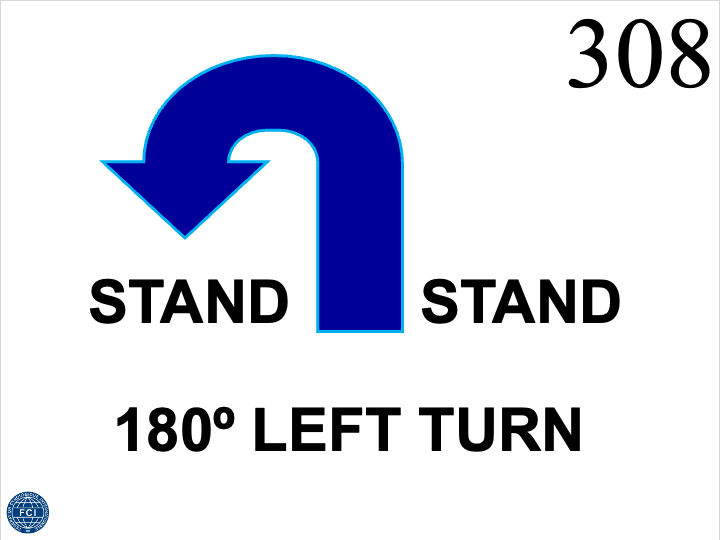 308
STAND STAND
180º LEFT TURN
FCI